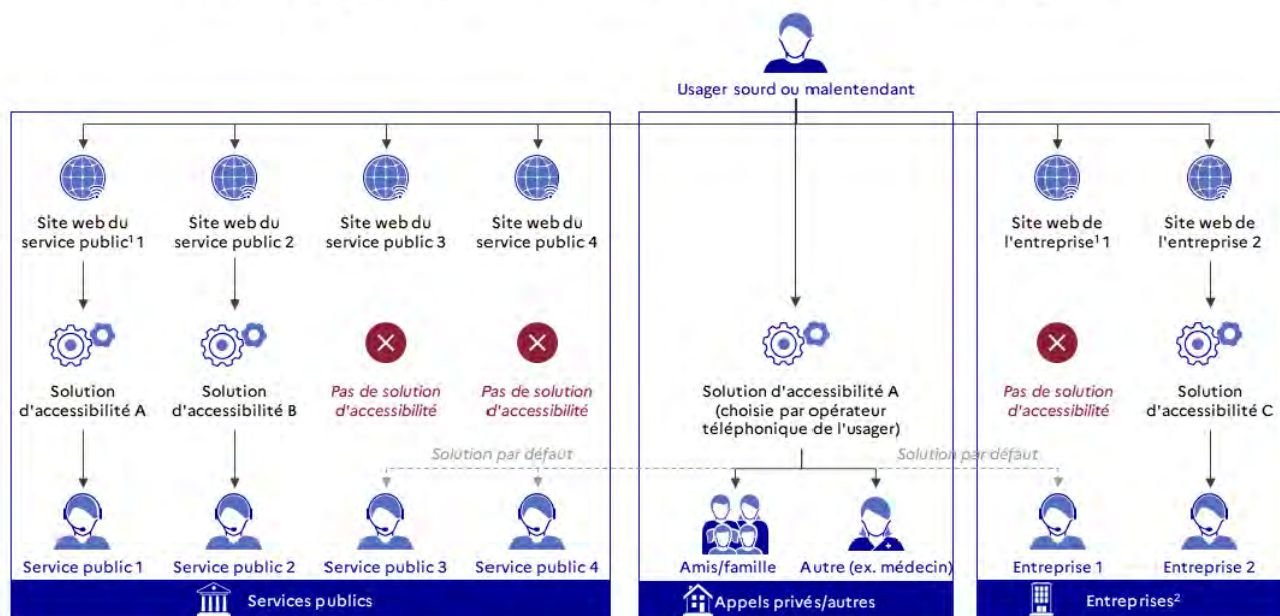 Usager sourd ou malentendant
Site web du
service public¹ 1
Site web du
service public 2
Site web du
service public 3
Site web du
service public 4
Site web de
l'entreprise¹ 1
Site web de
l'entreprise 2
Solution
d'accessibilité A
Solution
d'accessibilité B
Pas de solution
d'accessibilité
Pas de solution
d'accessibilité
Solution d'accessibilité A
(choisie par opérateur
téléphonique de l'usager)
Pas de solution
d'accessibilité
Solution
d'accessibilité C
Solution par défaut
Solution par défaut
Service public 1
Service public 2
Service public 3
Service public 4
Amis/famille
Autre (ex. médecin)
Entreprise 1
Entreprise 2
Services publics
Appels privés/autres
Entreprises²